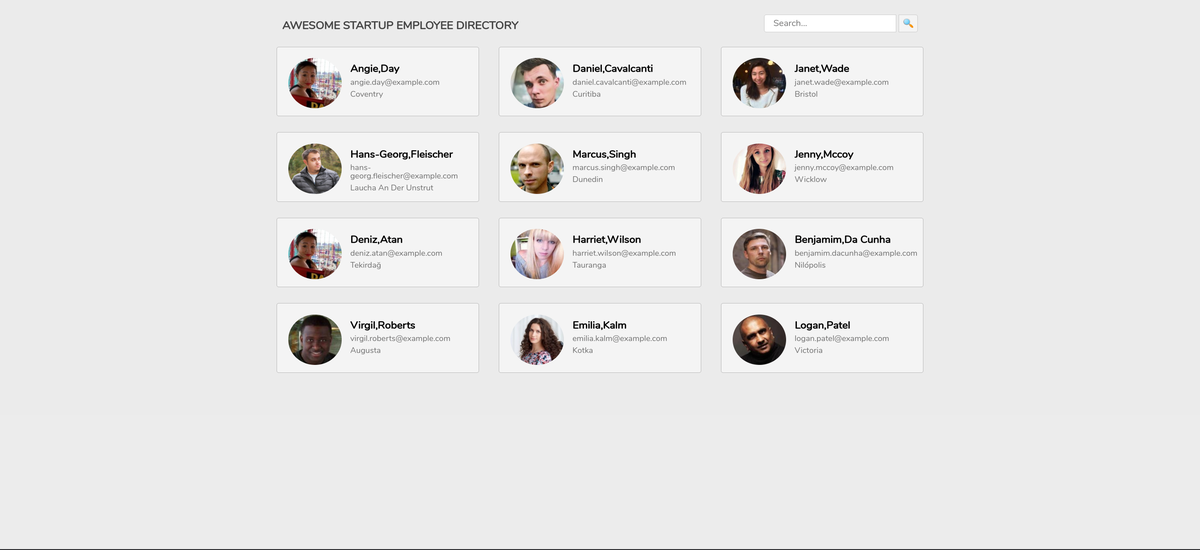 AWESOME STARTUP EMPLOYEE DIRECTORY
Search...
Angie,Day
angie.day@example.com
Coventry
Daniel,Cavalcanti
daniel.cavalcanti@example.com
Curitiba
Janet,Wade
janet.wade@example.com
Bristol
Hans-Georg,Fleischer
hans-
georg.fleischer@example.com
Laucha An Der Unstrut
Marcus,Singh
marcus.singh@example.com
Dunedin
Jenny,Mccoy
jenny.mccoy@example.com
Wicklow
Deniz,Atan
deniz.atan@example.com
Tekirdağ
Harriet,Wilson
harriet.wilson@example.com
Tauranga
Benjamim,Da Cunha
benjamim.dacunha@example.com
Nilópolis
Virgil,Roberts
virgil.roberts@example.com
Augusta
Emilia,Kalm
emilia.kalm@example.com
Kotka
Logan,Patel
logan.patel@example.com
Victoria